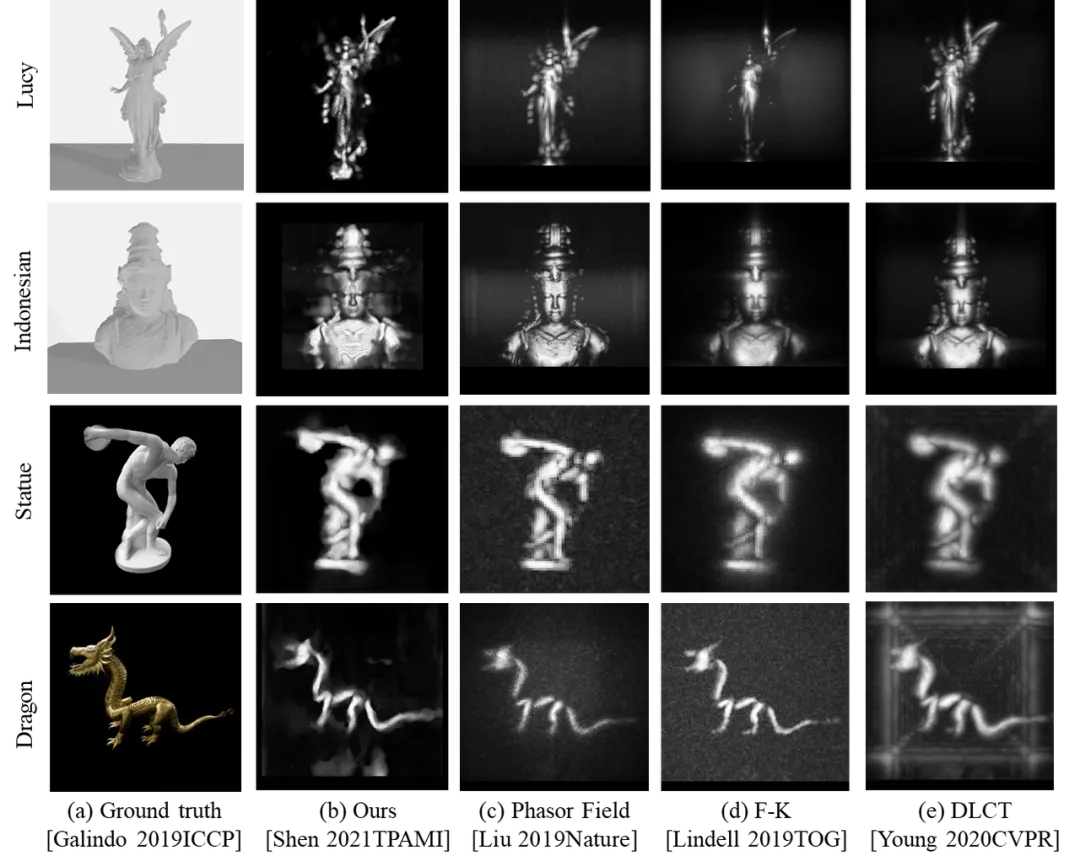 Lucy
Indonesian
Statue
Dragon
(a) Ground truth
[Galindo 2019ICCP]
(b) Ours
[Shen 2021TPAMI]
(c) Phasor Field
[Liu 2019Nature]
(d) F-K
[Lindell 2019TOG]
(e) DLCT
[Young 2020CVPR]